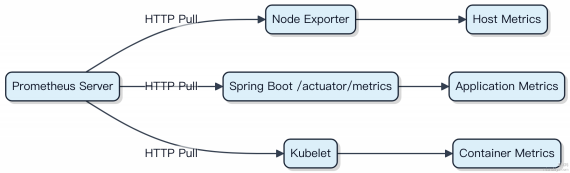 HTTP Pull
Node Exporter
Host Metrics
Prometheus Server
HTTP Pull
Spring Boot /actuator/metrics
Application Metrics
HTTP Pull
Kubelet
Container Metrics